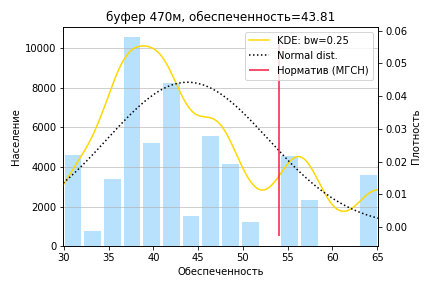 буфер 470м, обеспеченность=43.81
KDE: bw=0.25
Normal dist.
Норматив (МГСН)
Население
10000
8000
6000
4000
2000
0
0.06
0.05
0.04
0.03
0.02
0.01
0.00
Плотность
30 35 40 45 50 55 60 65
Обеспеченность